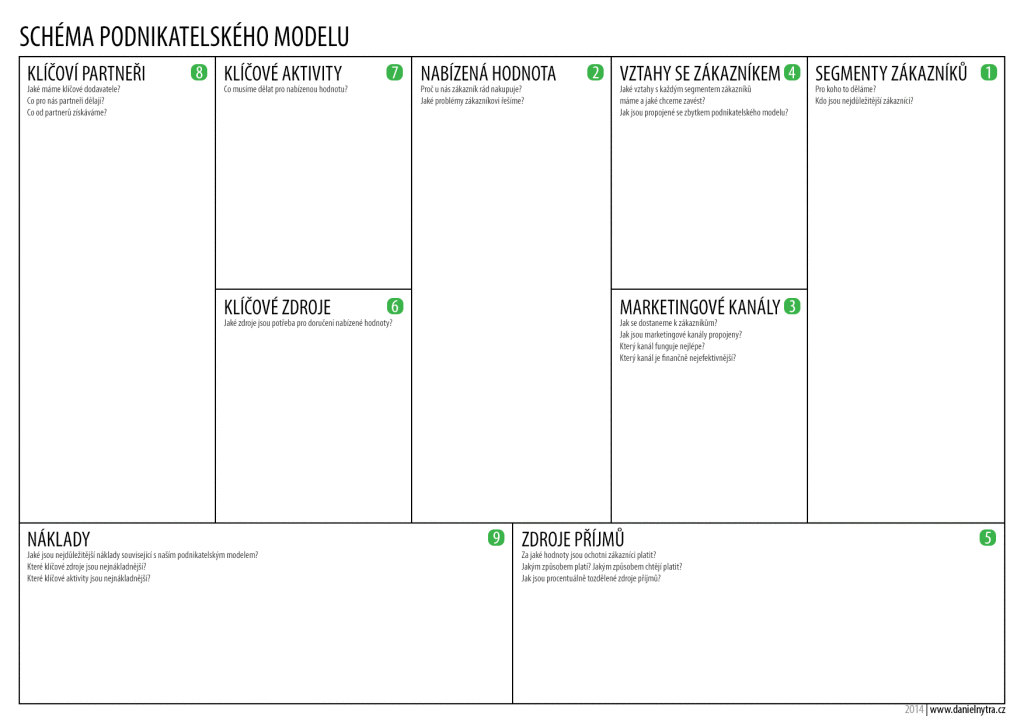 SCHÉMA PODNIKATELSKÉHO MODELU
KLÍČOVÍ PARTNEŘI 8
Jaké máme klíčové dodavatele?
Co pro nás partneři dělají?
Co od partnerů získáváme?
KLÍČOVÉ AKTIVITY 7
Co musíme dělat pro nabízenou hodnotu?
KLÍČOVÉ ZDROJE 6
Jaké zdroje jsou potřeba pro doručení nabízené hodnoty?
NABÍZENÁ HODNOTA 2
Proč u nás zákazník rád nakupuje?
Jaké problémy zákazníkovi řešíme?
VZTAHY SE ZÁKAZNÍKEM 4
Jaké vztahy s každým segmentem zákazníků
máme a jaké chceme zavést?
Jak jsou propojené se zbytkem podnikatelského modelu?
MARKETINGOVÉ KANÁLY 3
Jak se dostaneme k zákazníkům?
Jak jsou marketingové kanály propojeny?
Který kanál funguje nejlépe?
Který kanál je finančně nejefektivnější?
SEGMENTY ZÁKAZNÍKŮ 1
Pro koho to děláme?
Kdo jsou nejdůležitější zákazníci?
NÁKLADY 9
Jaké jsou nejdůležitější náklady související s naším podnikatelským modelem?
Které klíčové zdroje jsou nejnákladnější?
Které klíčové aktivity jsou nejnákladnější?
ZDROJE PŘÍJMŮ 5
Za jaké hodnoty jsou ochotni zákazníci platit?
Jakým způsobem platí? Jakým způsobem chtějí platit?
Jak jsou procentuálně tozdělené zdroje příjmů?
2014 | www.danielnytra.cz